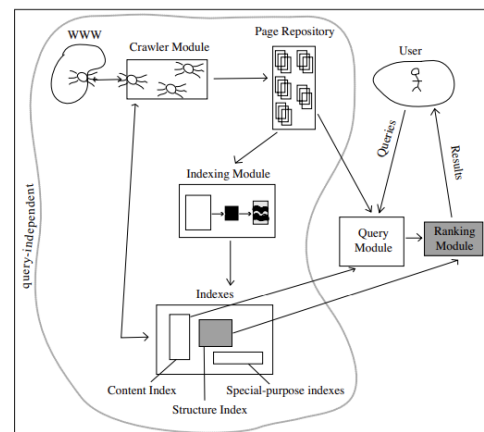 WWW
Crawler Module
Page Repository
User
Queries
Results
Indexing Module
query-independent
Query
Module
Ranking
Module
Indexes
Content Index
Special-purpose indexes
Structure Index